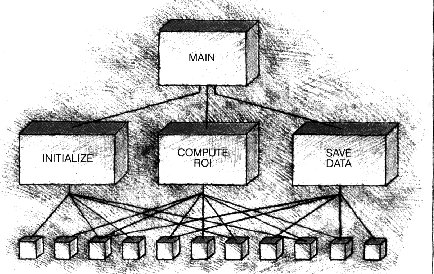 MAIN
INITIALIZE
COMPUTE
ROI
SAVE
DATA